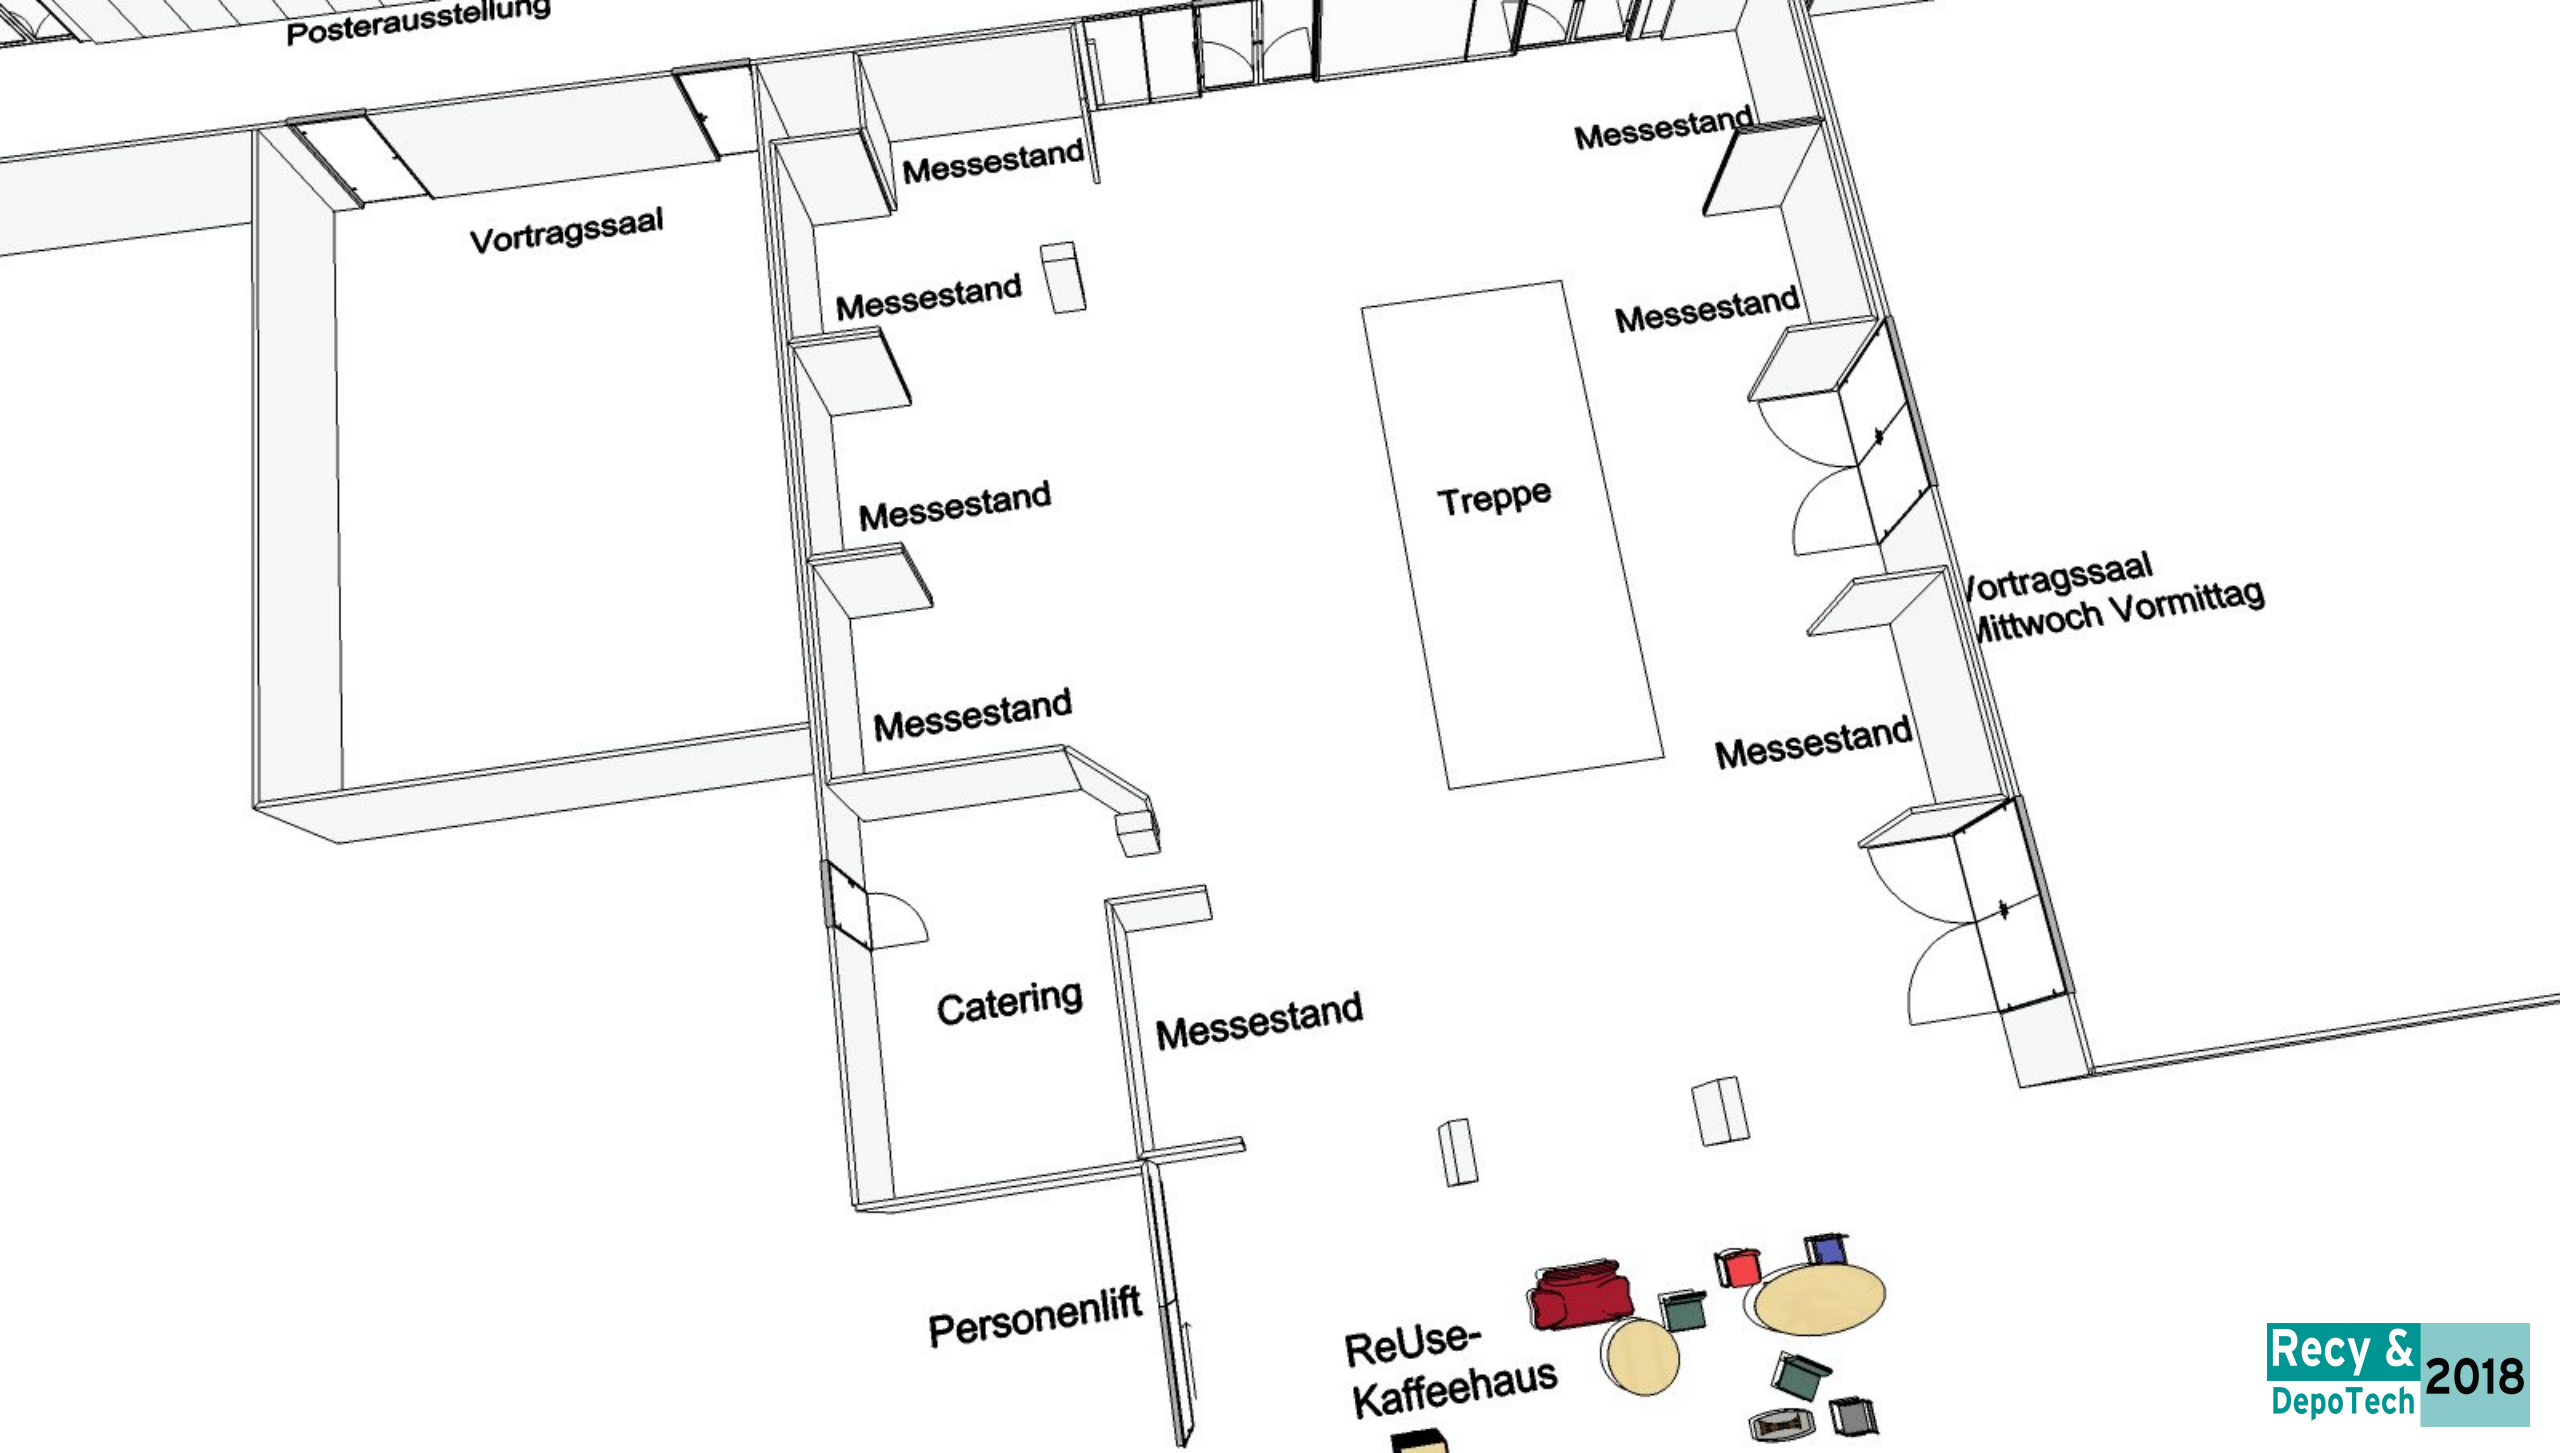 Posterausstellung
Messestand
Messestand
Vortragssaal
Messestand
Messestand
Messestand
Treppe
Vortragssaal
Mittwoch Vormittag
Messestand
Messestand
Catering
Messestand
Personenlift
ReUse-
Kaffeehaus
Recy &
DepoTech
2018